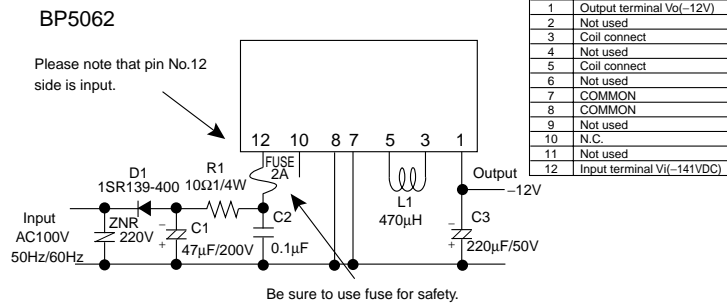 BP5062
Please note that pin No.12
side is input.
1 Output terminal Vo(−12V)
2 Not used
3 Coil connect
4 Not used
5 Coil connect
6 Not used
7 COMMON
8 COMMON
9 Not used
10 N.C.
11 Not used
12 Input terminal Vi(−141VDC)
12 10 8 7 5 3 1
FUSE
2A
D1
1SR139-400
R1
10Ω1/4W
L1
470μH
Output
−12V
Input
AC100V
50Hz/60Hz
ZNR
220V
−
+
C1
47μF/200V
C2
0.1μF
−
+
C3
220μF/50V
Be sure to use fuse for safety.